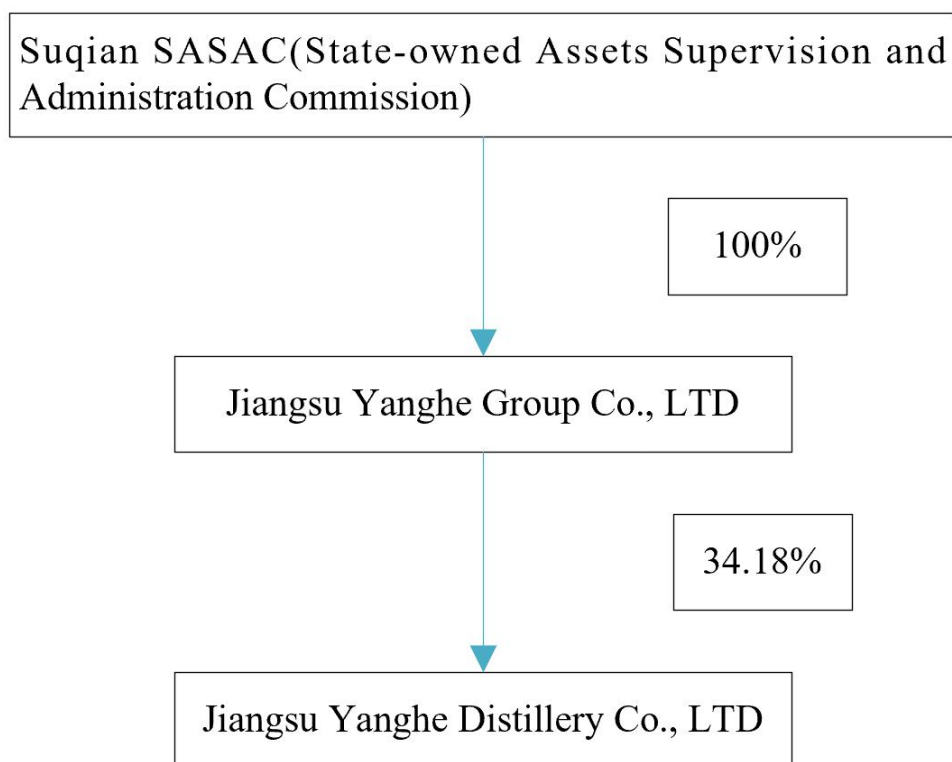 Suqian SASAC(State-owned Assets Supervision and
Administration Commission)
100%
Jiangsu Yanghe Group Co., LTD
34.18%
Jiangsu Yanghe Distillery Co., LTD